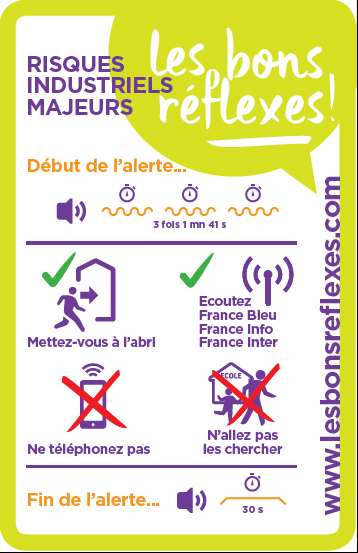 RISQUES
INDUSTRIELS
MAJEURS
les bons
réflexes!
Début de l'alerte...
3 fois 1 mn 41 s
Mettez-vous à l'abri
Ecoutez
France Bleu
France Info
France Inter
Ne téléphonez pas
ECOLE
N'allez pas
les chercher
Fin de l'alerte...
30 s
www.lesbonsreflexes.com